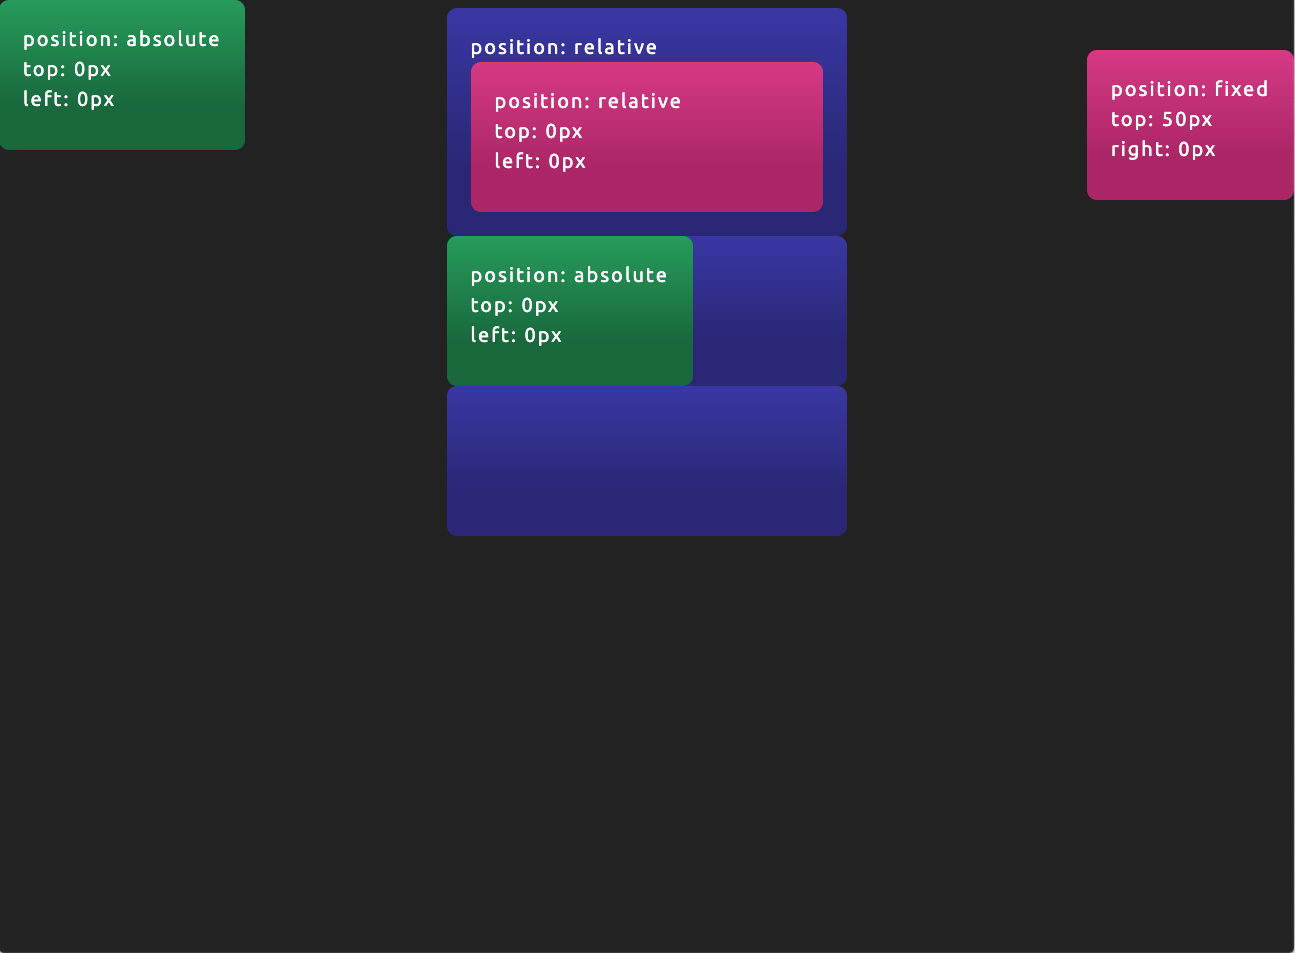 position: absolute
top: 0px
left: 0px
position: relative
position: relative
top: 0px
left: 0px
position: absolute
top: 0px
left: 0px
position: fixed
top: 50px
right: 0px